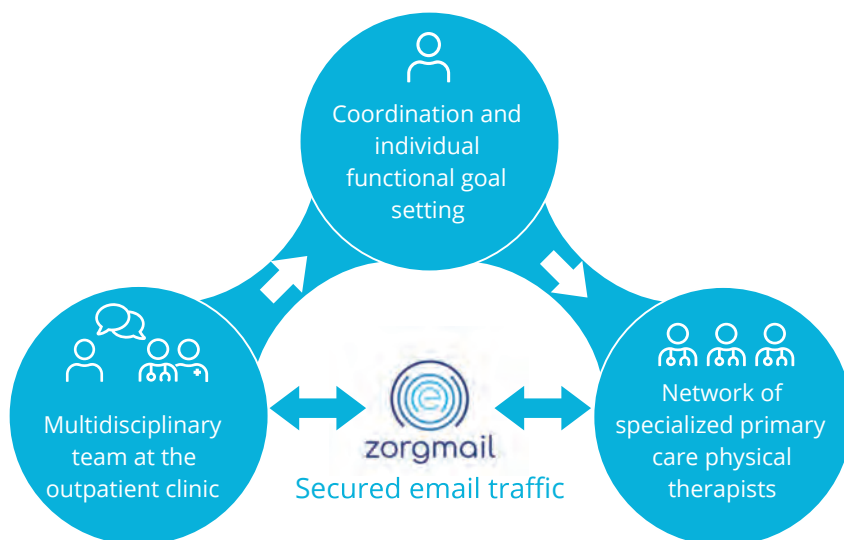 Coordination and
individual
functional goal
setting
Multidisciplinary
team at the
outpatient clinic
e
zorgmail
Secured email traffic
Network of
specialized primary
care physical
therapists